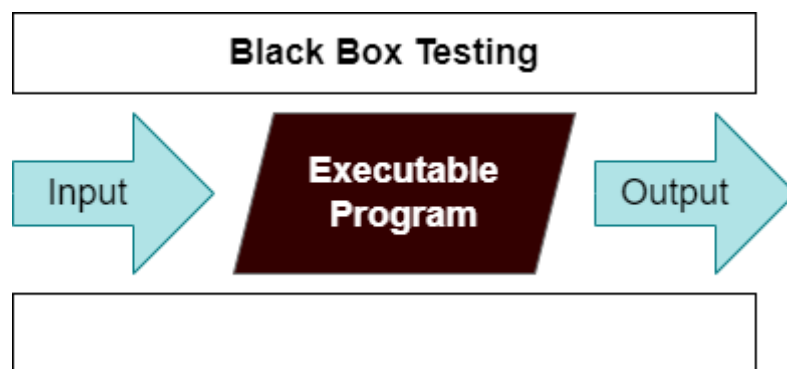 Black Box Testing
Input
Executable
Program
Output